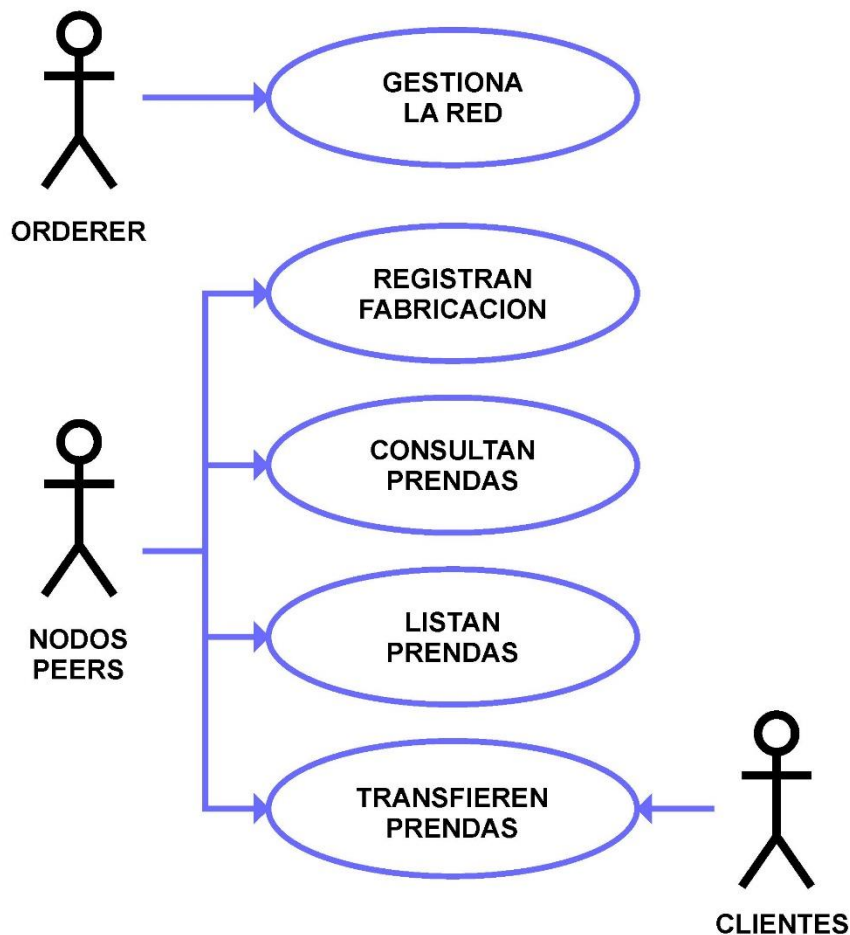 GESTIONA
LA RED
ORDERER
REGISTRAN
FABRICACION
CONSULTAN
PRENDAS
NODOS
PEERS
LISTAN
PRENDAS
TRANSFIEREN
PRENDAS
CLIENTES